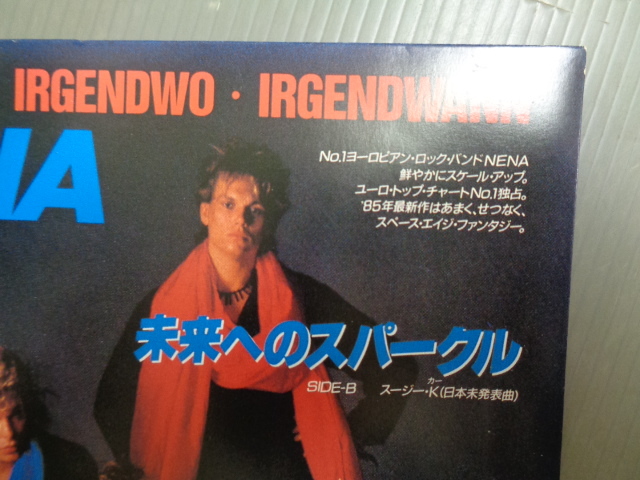 IRGENDWO · IRGENDWANN
NA
No.1ヨーロピアン・ロック・バンドNENA
鮮やかにスケール・アップ。
ユーロ・トップ・チャートNo.1独占。
'85年最新作はあまく、せつなく、
スペース・エイジ・ファンタジー。
未来へのスパークル
SIDE-B スージー・K(日本未発表曲)
カー